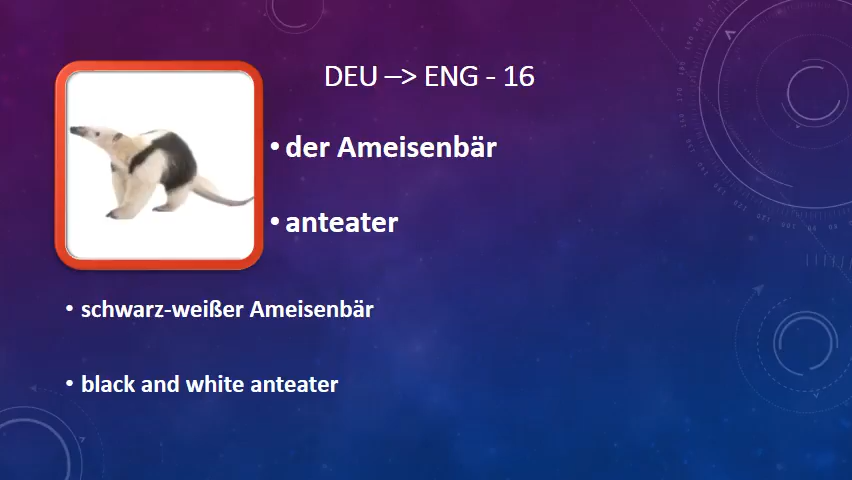 DEU –> ENG - 16
• der Ameisenbär
• anteater
• schwarz-weißer Ameisenbär
• black and white anteater